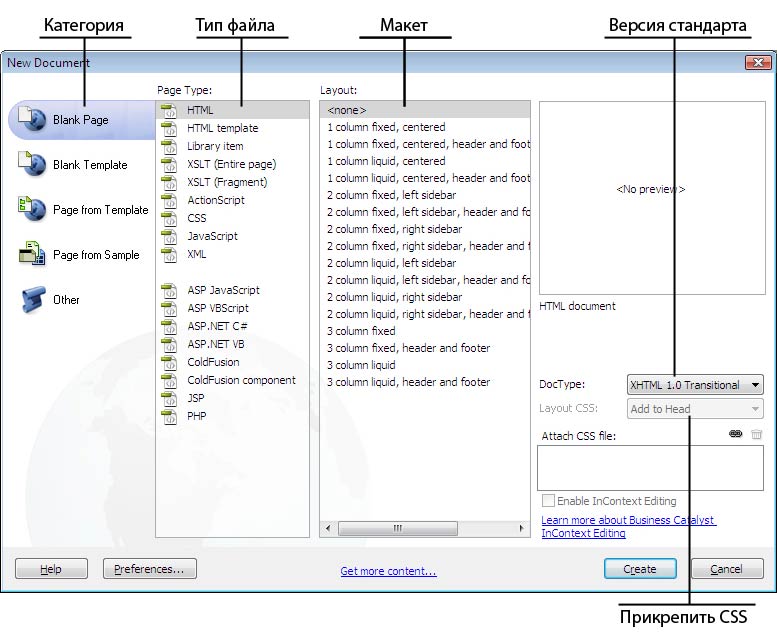 Категория
Тип файла
Макет
Версия стандарта
New Document
Page Type:
Layout:
Blank Page
Blank Template
Page from Template
Page from Sample
Other
HTML
HTML template
Library item
XSLT (Entire page)
XSLT (Fragment)
ActionScript
CSS
JavaScript
XML
ASP JavaScript
ASP VBScript
ASP.NET C#
ASP.NET VB
ColdFusion
ColdFusion component
JSP
PHP
<none>
1 column fixed, centered
1 column fixed, centered, header and foot
1 column liquid, centered
1 column liquid, centered, header and foot
2 column fixed, left sidebar
2 column fixed, left sidebar, header and fo
2 column fixed, right sidebar
2 column fixed, right sidebar, header and f
2 column liquid, left sidebar
2 column liquid, left sidebar, header and fo
2 column liquid, right sidebar
2 column liquid, right sidebar, header and f
3 column fixed
3 column fixed, header and footer
3 column liquid
3 column liquid, header and footer
<No preview>
HTML document
DocType:
XHTML 1.0 Transitional
Layout CSS:
Add to Head
Attach CSS file:
Enable InContext Editing
Learn more about Business Catalyst
InContext Editing
Help
Preferences...
Get more content...
Create
Cancel
Прикрепить CSS